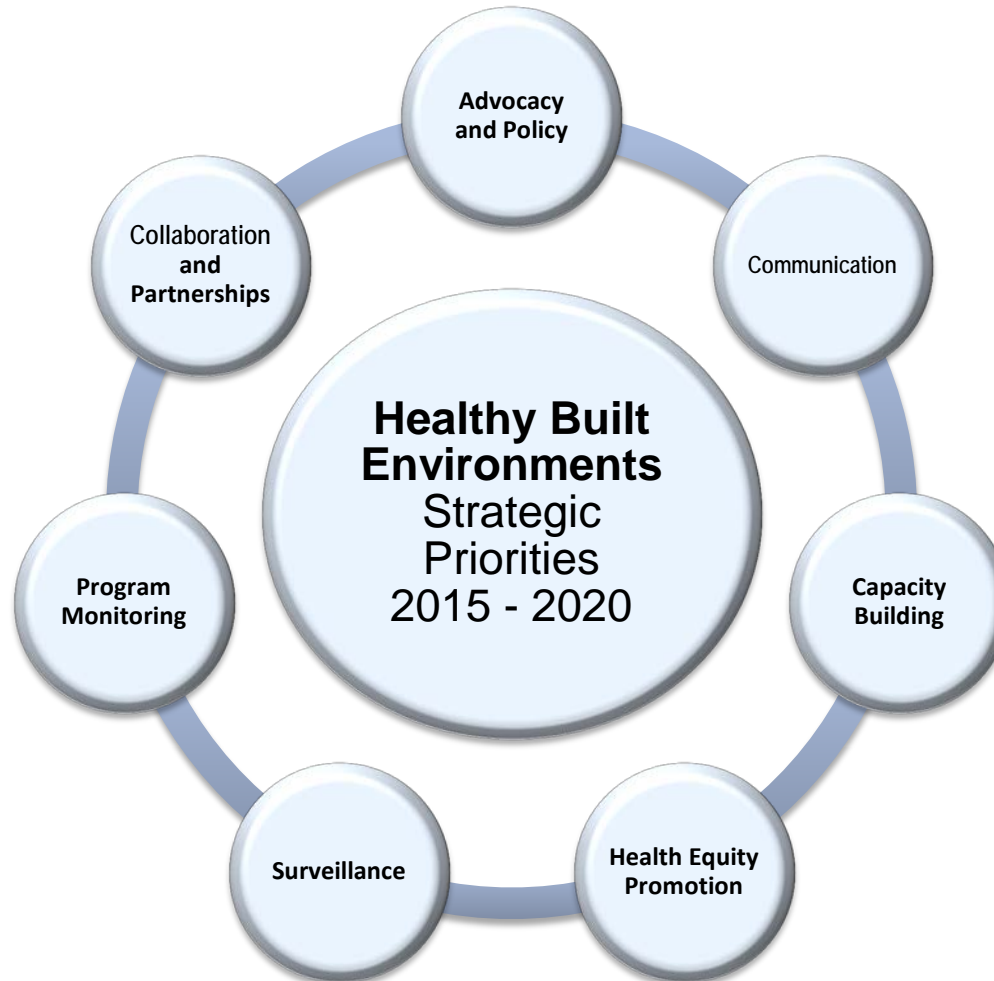 Advocacy
and Policy
Communication
Capacity
Building
Health Equity
Promotion
Surveillance
Program
Monitoring
Collaboration
and
Partnerships
Healthy Built
Environments
Strategic
Priorities
2015 - 2020